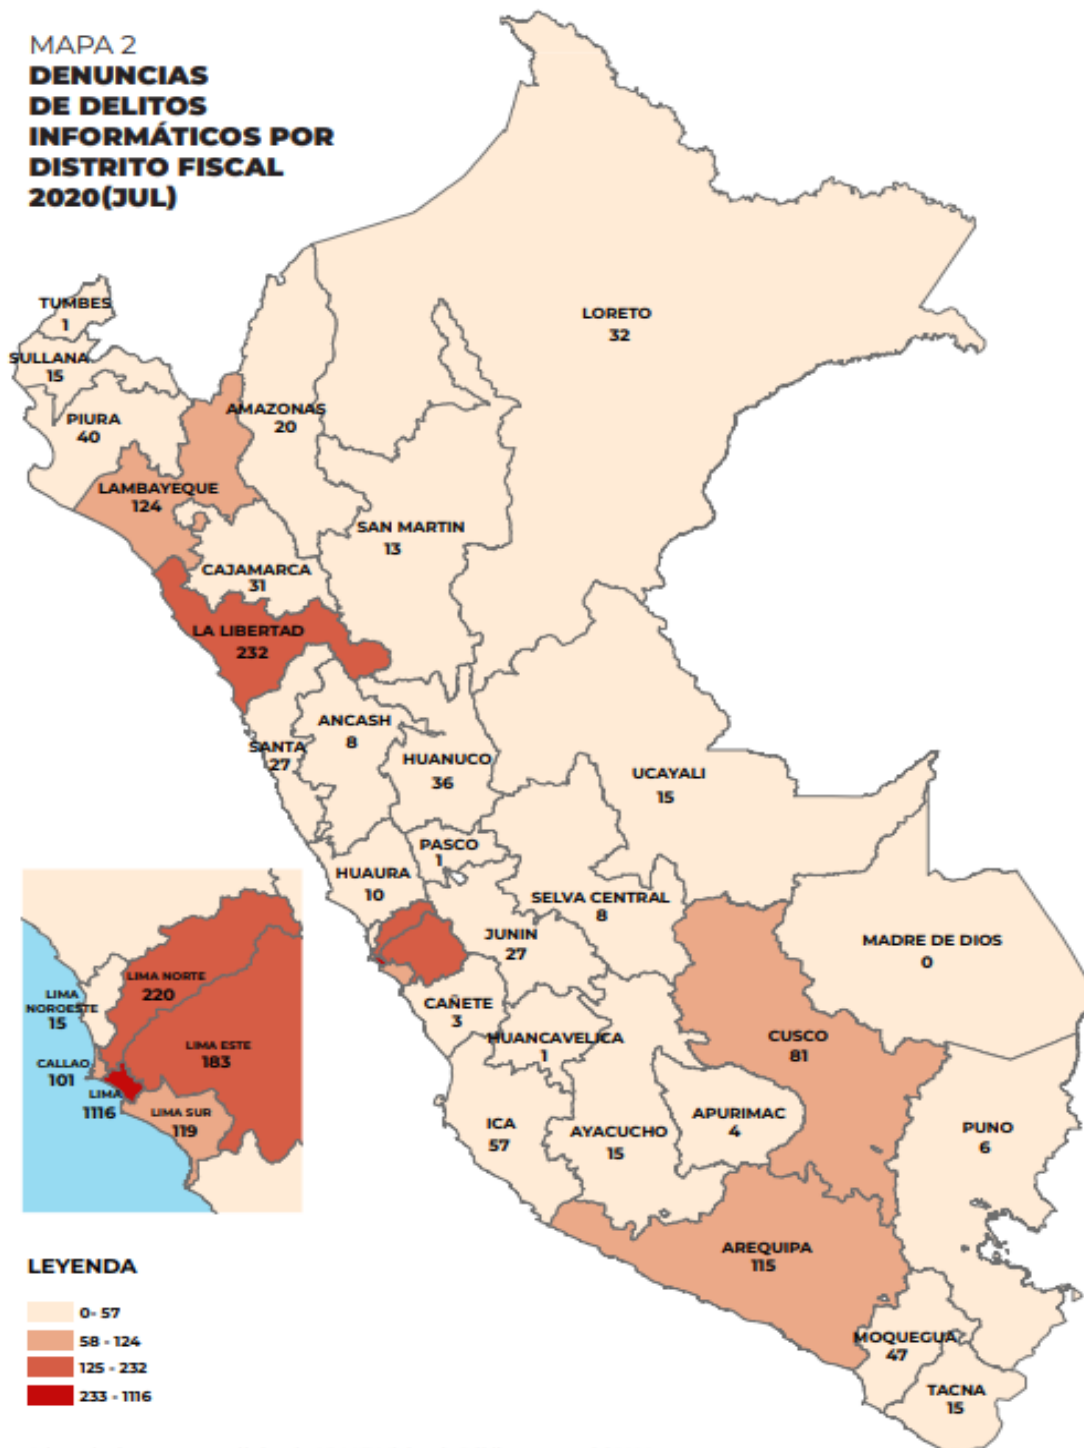 MAPA 2
DENUNCIAS
DE DELITOS
INFORMÁTICOS POR
DISTRITO FISCAL
2020(JUL)
TUMBES
1
SULLANA
15
PIURA
40
AMAZONAS
20
LORETO
32
LAMBAYEQUE
124
SAN MARTIN
13
CAJAMARCA
31
LA LIBERTAD
232
ANCASH
8
SANTA
27
HUANUCO
36
UCAYALI
15
PASCO
1
HUAURA
10
SELVA CENTRAL
8
JUNIN
27
MADRE DE DIOS
0
CAÑETE
3
HUANCAVELICA
1
CUSCO
81
ICA
57
AYACUCHO
15
APURIMAC
4
PUNO
6
AREQUIPA
115
MOQUEGUA
47
TACNA
15
LIMA NORTE
220
LIMA
NOROESTE
15
LIMA ESTE
183
CALLAO
101
LIMA
1116
LIMA SUR
119
LEYENDA
0- 57
58 - 124
125 - 232
233 - 1116